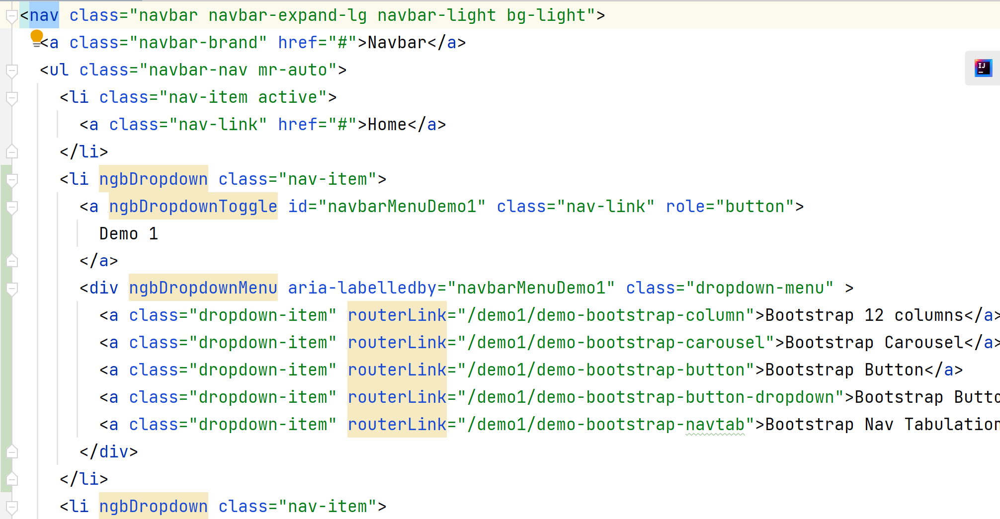 <nav class="navbar navbar-expand-lg navbar-light bg-light">
<a class="navbar-brand" href="#">Navbar</a>
<ul class="navbar-nav mr-auto">
<li class="nav-item active">
<a class="nav-link" href="#">Home</a>
</li>
<li ngbDropdown class="nav-item">
<a ngbDropdownToggle id="navbarMenuDemo1" class="nav-link" role="button">
Demo 1
</a>
<div ngbDropdownMenu aria-labelledby="navbarMenuDemo1" class="dropdown-menu" >
<a class="dropdown-item" routerLink="/demo1/demo-bootstrap-column">Bootstrap 12 columns</a>
<a class="dropdown-item" routerLink="/demo1/demo-bootstrap-carousel">Bootstrap Carousel</a>
<a class="dropdown-item" routerLink="/demo1/demo-bootstrap-button">Bootstrap Button</a>
<a class="dropdown-item" routerLink="/demo1/demo-bootstrap-button-dropdown">Bootstrap
<a class="dropdown-item" routerLink="/demo1/demo-bootstrap-navtab">Bootstrap Nav Tabulation
</div>
</li>
<li ngbDropdown class="nav-item">
IJ